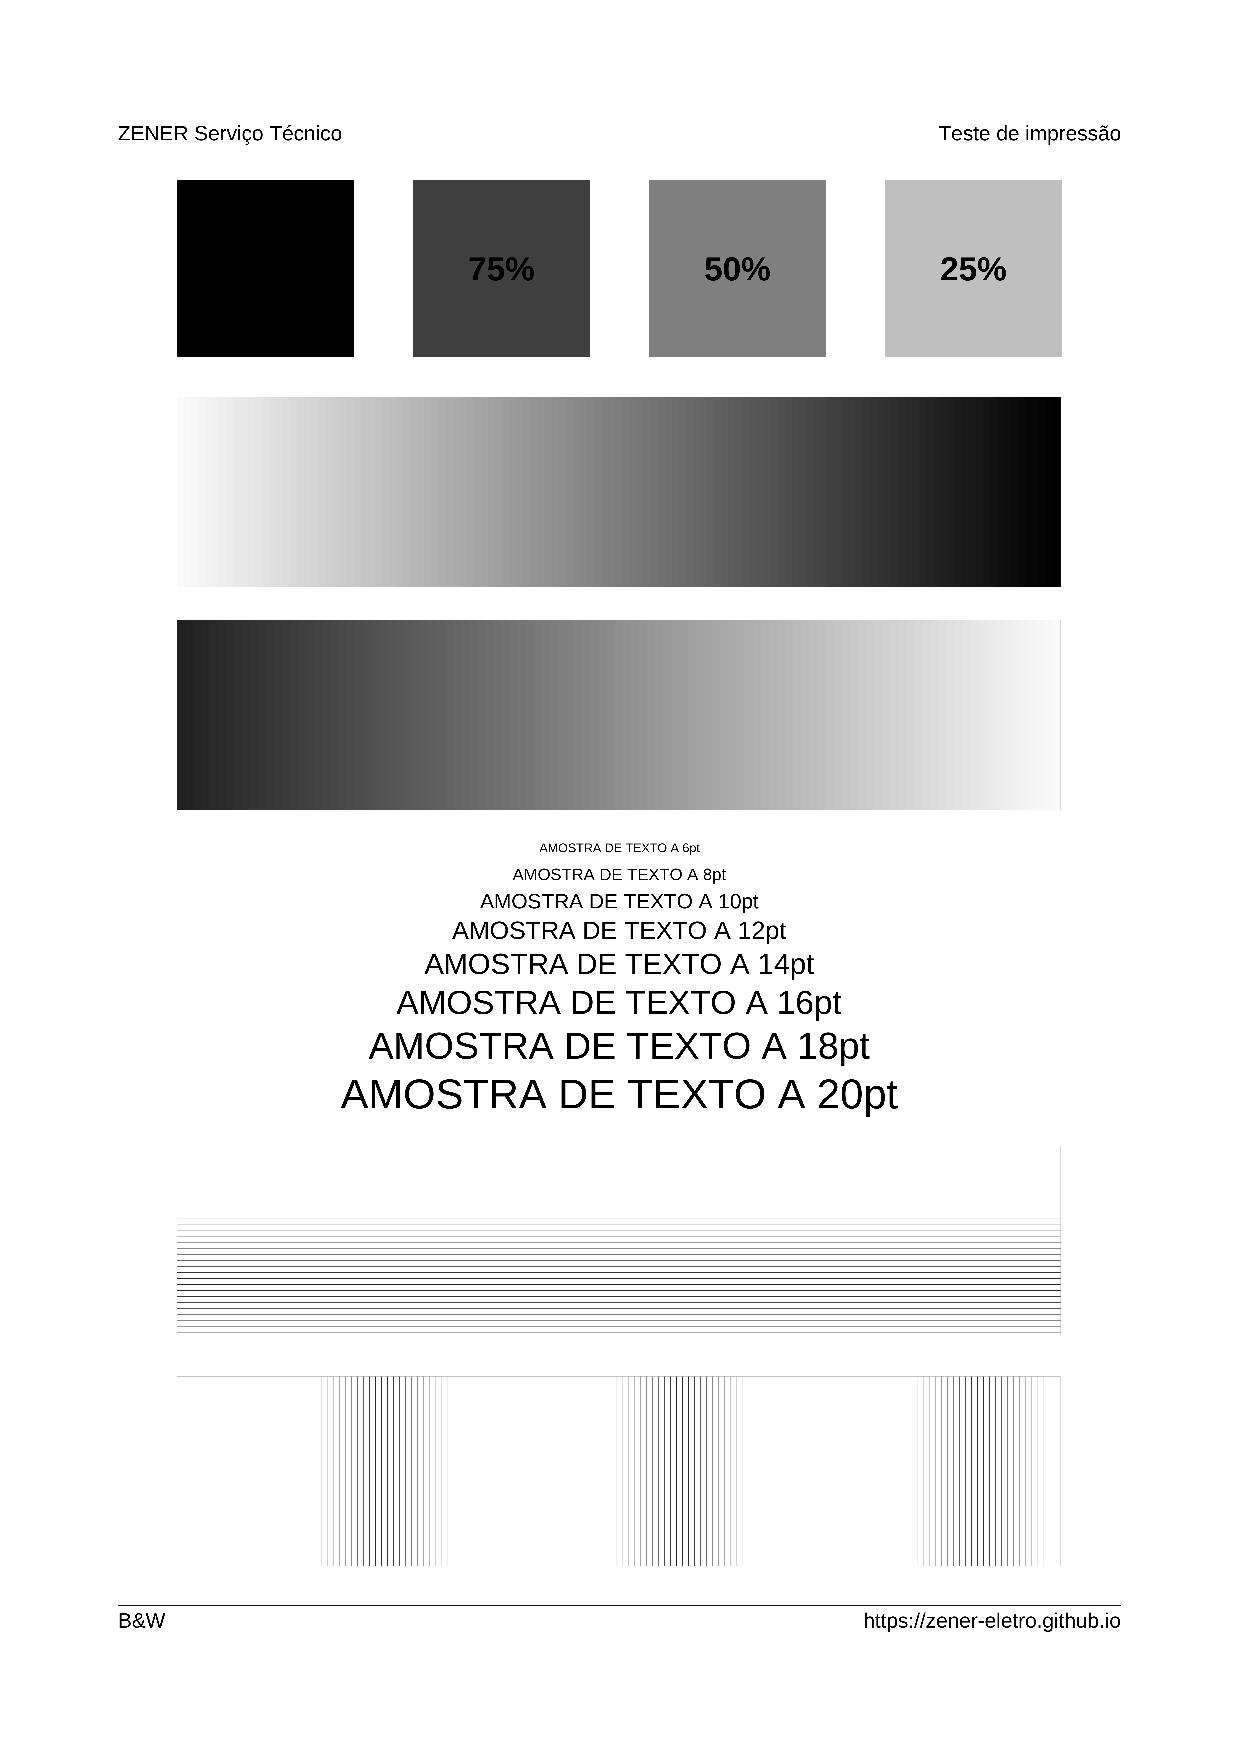 ZENER Serviço Técnico
Teste de impressão
75%
50%
25%
AMOSTRA DE TEXTO A 6pt
AMOSTRA DE TEXTO A 8pt
AMOSTRA DE TEXTO A 10pt
AMOSTRA DE TEXTO A 12pt
AMOSTRA DE TEXTO A 14pt
AMOSTRA DE TEXTO A 16pt
AMOSTRA DE TEXTO A 18pt
AMOSTRA DE TEXTO A 20pt
B&W
https://zener-eletro.github.io